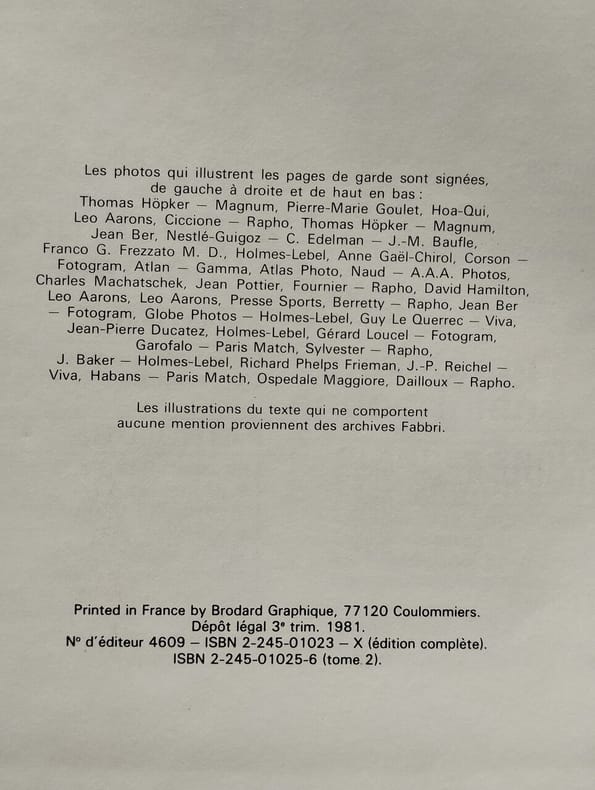 Les photos qui illustrent les pages de garde sont signées,
de gauche à droite et de haut en bas :
Thomas Höpker – Magnum, Pierre-Marie Goulet, Hoa-Qui,
Leo Aarons, Ciccione – Rapho, Thomas Höpker – Magnum,
Jean Ber, Nestlé-Guigoz – C. Edelman – J.-M. Baufle,
Franco G. Frezzato M. D., Holmes-Lebel, Anne Gaël-Chirol, Corson –
Fotogram, Atlan – Gamma, Atlas Photo, Naud – A.A.A. Photos,
Charles Machatschek, Jean Pottier, Fournier – Rapho, David Hamilton,
Leo Aarons, Leo Aarons, Presse Sports, Berretty – Rapho, Jean Ber
– Fotogram, Globe Photos – Holmes-Lebel, Guy Le Querrec – Viva,
Jean-Pierre Ducatez, Holmes-Lebel, Gérard Loucel – Fotogram,
Garofalo – Paris Match, Sylvester – Rapho,
J. Baker – Holmes-Lebel, Richard Phelps Frieman, J.-P. Reichel –
Viva, Habans – Paris Match, Ospedale Maggiore, Dailloux – Rapho.
Les illustrations du texte qui ne comportent
aucune mention proviennent des archives Fabbri.
Printed in France by Brodard Graphique, 77120 Coulommiers.
Dépôt légal 3e trim. 1981.
No d'éditeur 4609 – ISBN 2-245-01023 – X (édition complète).
ISBN 2-245-01025-6 (tome 2).